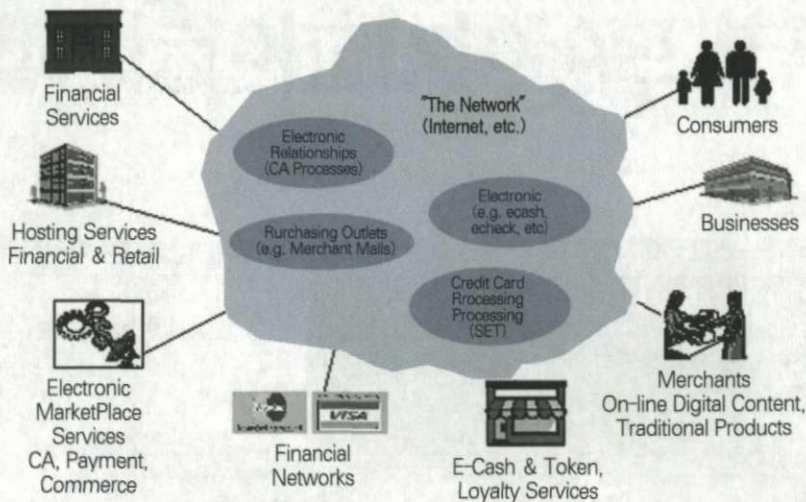 Financial
Services
"The Network"
(Internet, etc.)
Consumers
Electronic
Relationships
(CA Processes)
Electronic
(e.g. ecash,
echeck, etc)
Hosting Services
Financial & Retail
Rurchasing Outlets
(e.g. Merchant Malls)
Businesses
Credit Card
Rrocessing
Processing
(SET)
Electronic
MarketPlace
Services
CA, Payment,
Commerce
VISA
Financial
Networks
E-Cash & Token,
Loyalty Services
Merchants
On-line Digital Content,
Traditional Products